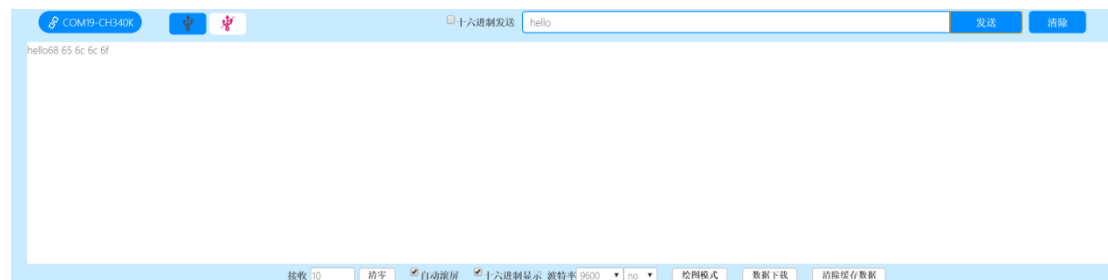 COM19-CH340K 十六进制发送 hello 发送 清除
hello68 65 6c 6c 6f
接收 10 清零 自动滚屏 十六进制显示 波特率 9600 no 绘图模式 数据下载 清除缓存数据